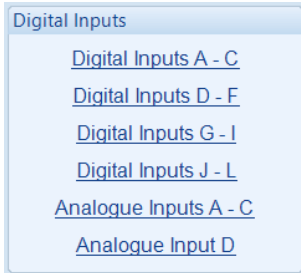 Digital Inputs
Digital Inputs A - C
Digital Inputs D - F
Digital Inputs G - I
Digital Inputs J - L
Analogue Inputs A - C
Analogue Input D